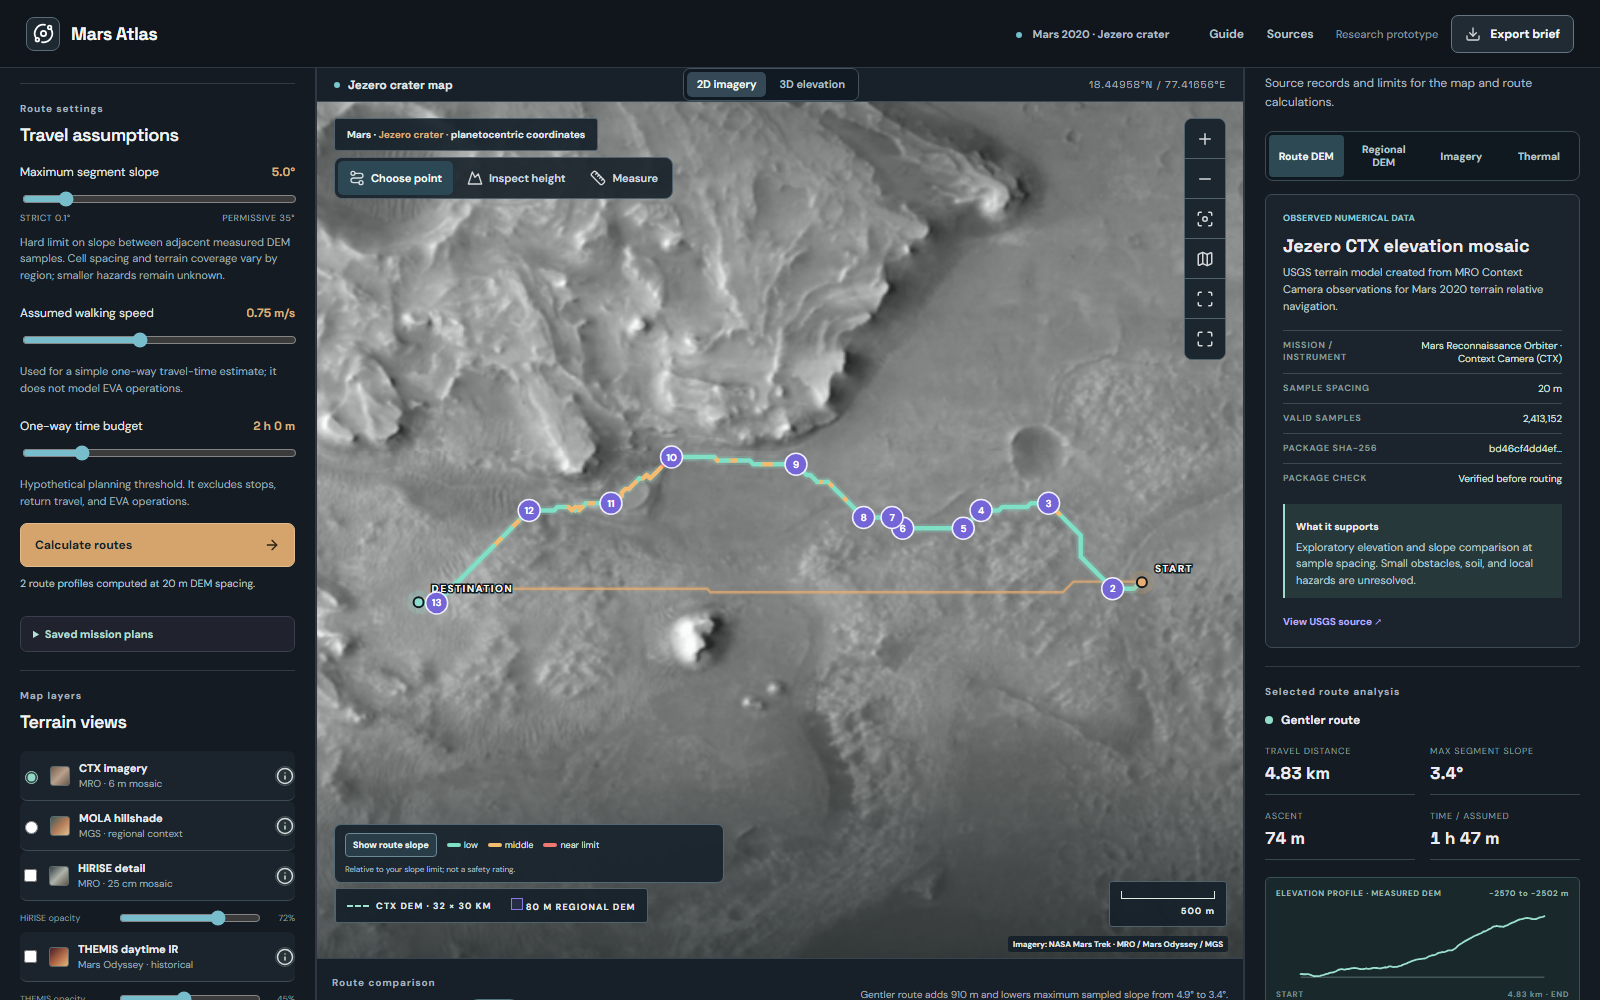 Mars Atlas
Mars 2020 · Jezero crater
Guide
Sources
Research prototype
Export brief
Route settings
Travel assumptions
Maximum segment slope
5.0°
STRICT 0.1°
PERMISSIVE 35°
Hard limit on slope between adjacent measured DEM
samples. Cell spacing and terrain coverage vary by
region; smaller hazards remain unknown.
Assumed walking speed
0.75 m/s
Used for a simple one-way travel-time estimate; it
does not model EVA operations.
One-way time budget
2 h 0 m
Hypothetical planning threshold. It excludes stops,
return travel, and EVA operations.
Calculate routes
2 route profiles computed at 20 m DEM spacing.
Saved mission plans
Map layers
Terrain views
CTX imagery
MRO · 6 m mosaic
MOLA hillshade
MGS · regional context
HiRISE detail
MRO · 25 cm mosaic
HiRISE opacity
72%
THEMIS daytime IR
Mars Odyssey · historical
THEMIS opacity
45%
Jezero crater map
2D imagery
3D elevation
18.44958°N / 77.41656°E
Mars · Jezero crater · planetocentric coordinates
Choose point
Inspect height
Measure
10
9
12
11
8
7
6
5
4
3
START
2
DESTINATION
13
Show route slope
low
middle
near limit
Relative to your slope limit; not a safety rating.
CTX DEM · 32 × 30 KM
80 M REGIONAL DEM
500 m
Imagery: NASA Mars Trek · MRO / Mars Odyssey / MGS
Route comparison
Gentler route adds 910 m and lowers maximum sampled slope from 4.9° to 3.4°.
Source records and limits for the map and route
calculations.
Route DEM
Regional
DEM
Imagery
Thermal
OBSERVED NUMERICAL DATA
Jezero CTX elevation mosaic
USGS terrain model created from MRO Context
Camera observations for Mars 2020 terrain relative
navigation.
MISSION /
INSTRUMENT
Mars Reconnaissance Orbiter ·
Context Camera (CTX)
SAMPLE SPACING
20 m
VALID SAMPLES
2,413,152
PACKAGE SHA-256
bd46cf4dd4ef…
PACKAGE CHECK
Verified before routing
What it supports
Exploratory elevation and slope comparison at
sample spacing. Small obstacles, soil, and local
hazards are unresolved.
View USGS source ↗
Selected route analysis
Gentler route
TRAVEL DISTANCE
4.83 km
MAX SEGMENT SLOPE
3.4°
ASCENT
74 m
TIME / ASSUMED
1 h 47 m
ELEVATION PROFILE · MEASURED DEM
−2570 to −2502 m
START
4.83 km · END